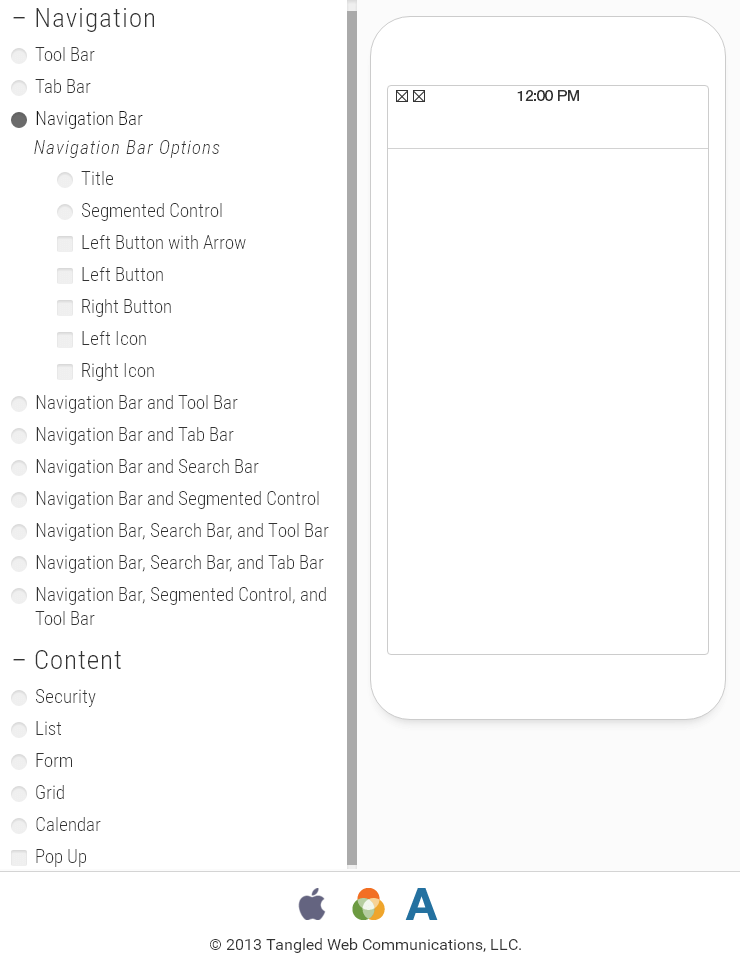 – Navigation
Tool Bar
Tab Bar
Navigation Bar
Navigation Bar Options
Title
Segmented Control
Left Button with Arrow
Left Button
Right Button
Left Icon
Right Icon
Navigation Bar and Tool Bar
Navigation Bar and Tab Bar
Navigation Bar and Search Bar
Navigation Bar and Segmented Control
Navigation Bar, Search Bar, and Tool Bar
Navigation Bar, Search Bar, and Tab Bar
Navigation Bar, Segmented Control, and
Tool Bar
– Content
Security
List
Form
Grid
Calendar
Pop Up
12:00 PM
A
© 2013 Tangled Web Communications, LLC.